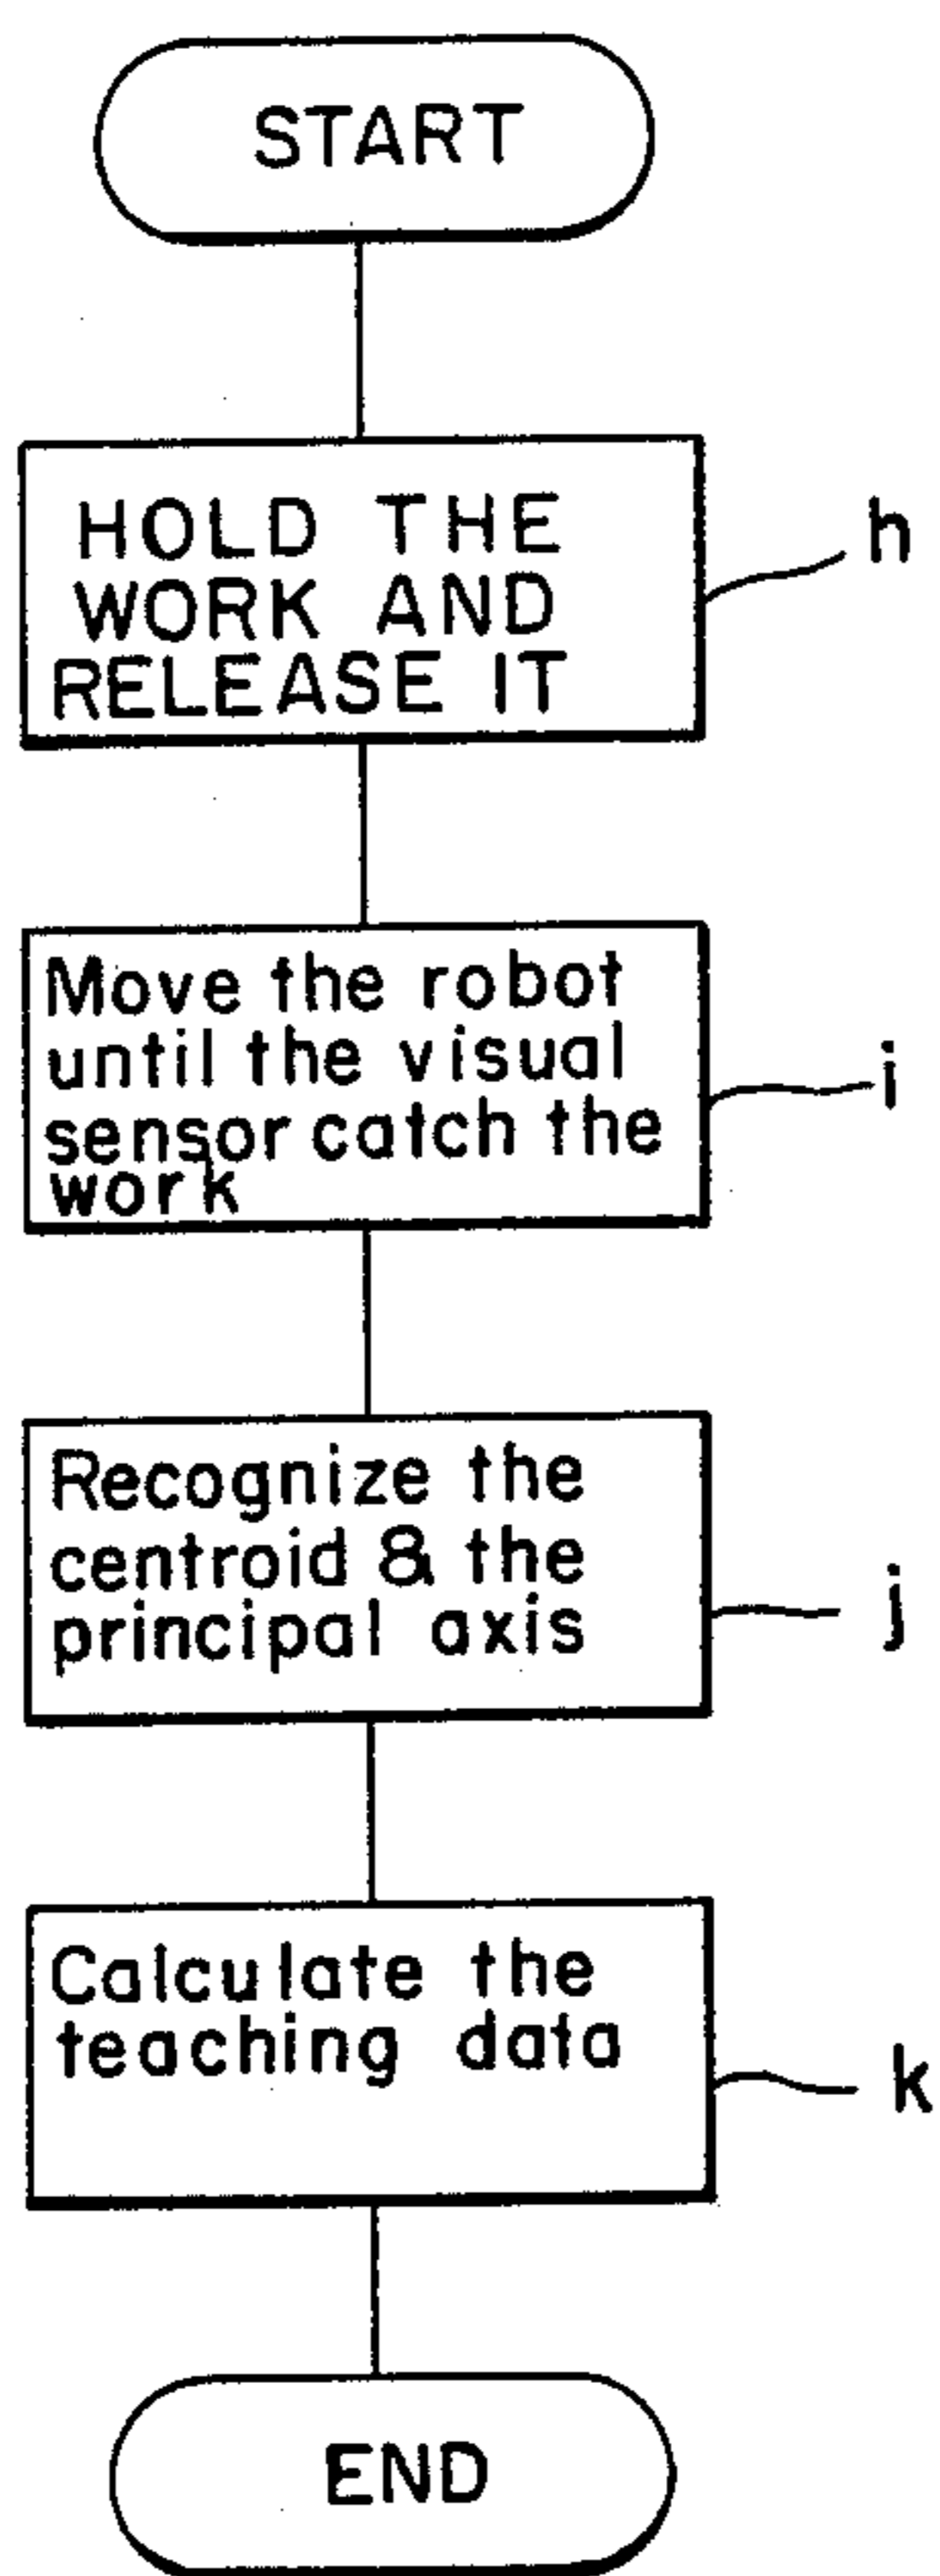 START
HOLD THE
WORK AND
RELEASE IT
h
Move the robot
until the visual
sensor catch the
work
i
Recognize the
centroid & the
principal axis
j
Calculate the
teaching data
k
END